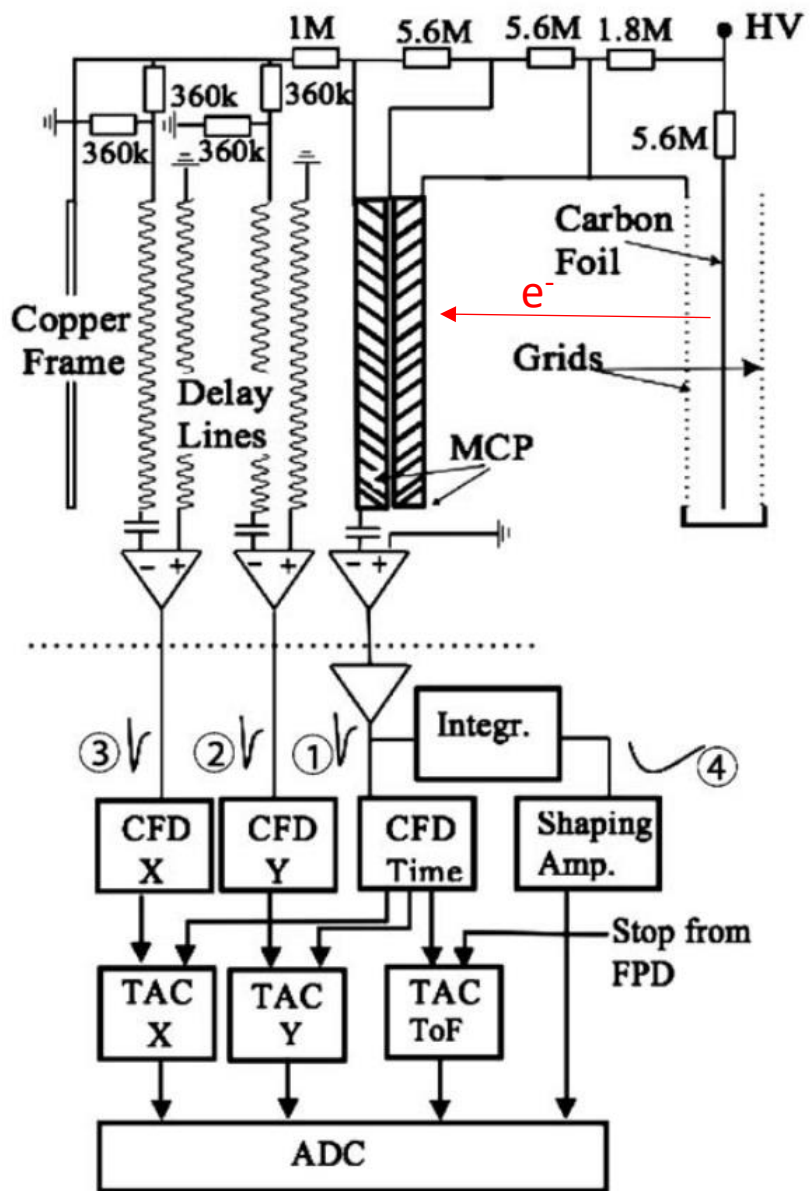 1M 5.6M 5.6M 1.8M HV
360k 360k
360k 360k
5.6M
Carbon
Foil
e-
Copper
Frame
Grids
Delay
Lines
MCP
- + - + - +
Integr.
③ ② ① ④
CFD
X
CFD
Y
CFD
Time
Shaping
Amp.
Stop from
FPD
TAC
X
TAC
Y
TAC
ToF
ADC